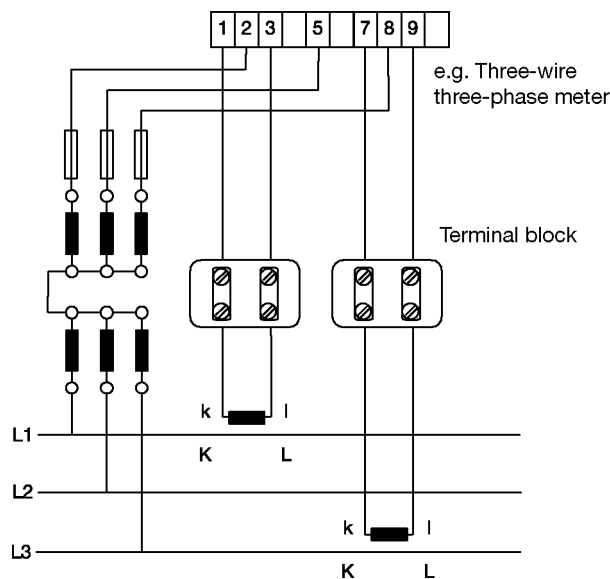 1 2 3 5 7 8 9
e.g. Three-wire
three-phase meter
Terminal block
k l
L1
K L
L2
k l
L3
K L